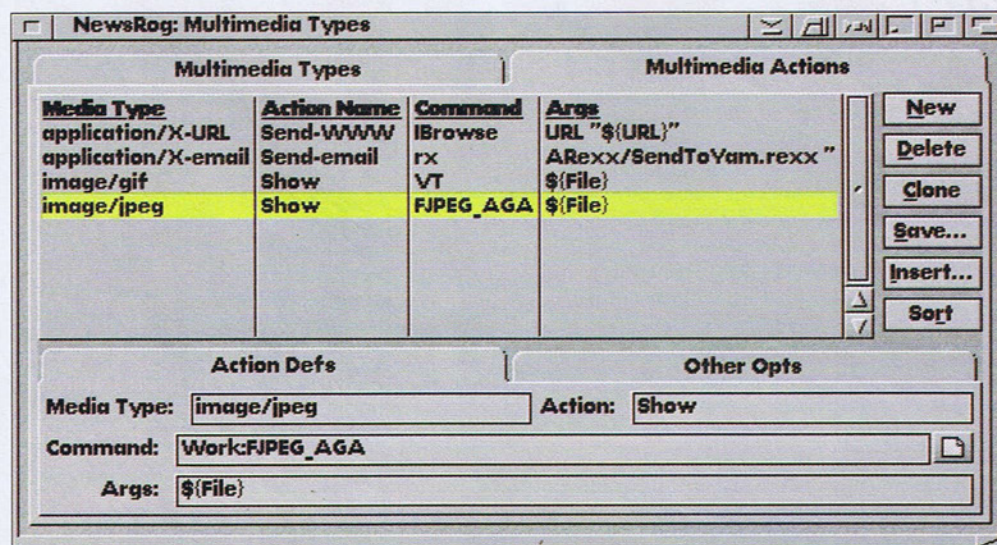 NewsRog: Multimedia Types
Multimedia Types Multimedia Actions
Media Type Action Name Command Args
application/X-URL Send-WWW IBrowse URL "${URL}"
application/X-email Send-email rx ARexx/SendToYam.rexx "
image/gif Show VT ${File}
image/jpeg Show FJPEG_AGA ${File}
New
Delete
Clone
Save...
Insert...
Sort
Action Defs Other Opts
Media Type: image/jpeg Action: Show
Command: Work:FJPEG_AGA
Args: ${File}